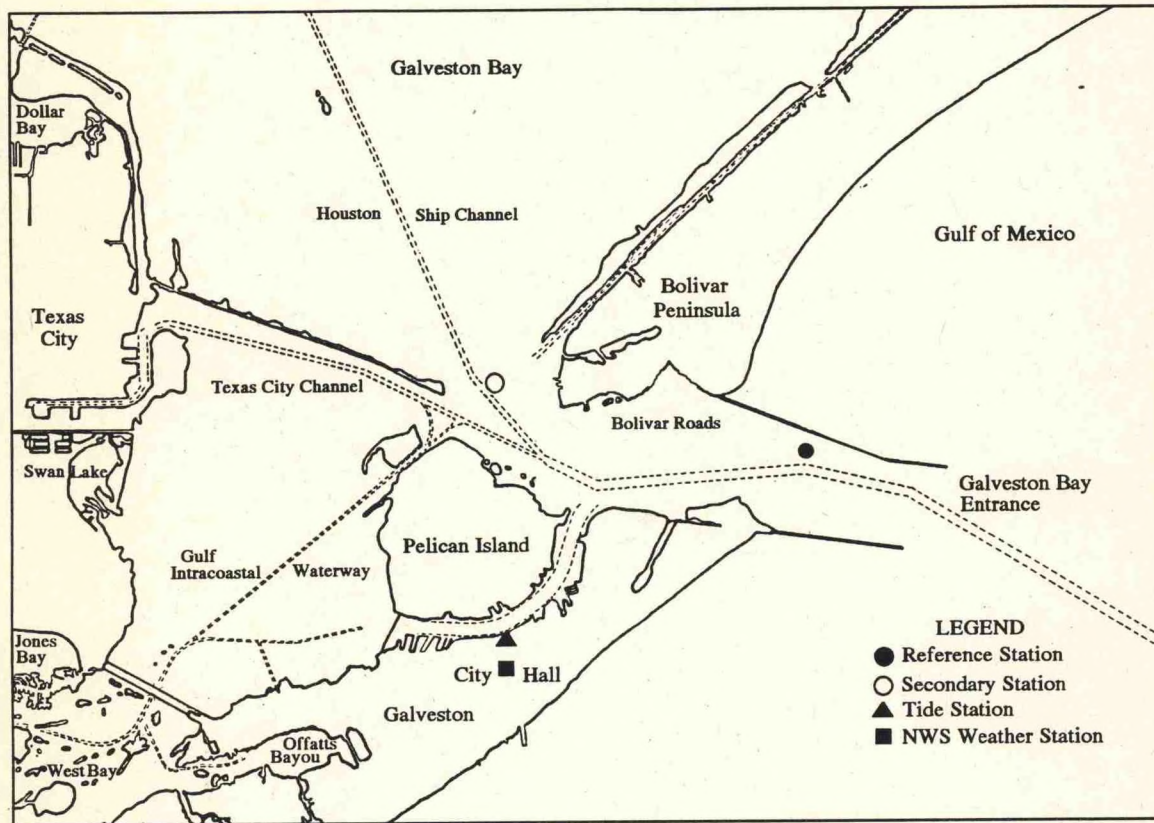 Galveston Bay
Dollar
Bay
Houston Ship Channel
Gulf of Mexico
Bolivar
Peninsula
Texas
City
Texas City Channel
Bolivar Roads
Swan Lake
Galveston Bay
Entrance
Pelican Island
Gulf
Intracoastal Waterway
LEGEND
Reference Station
Secondary Station
Tide Station
NWS Weather Station
Jones
Bay
City Hall
Galveston
Offatts
Bayou
West Bay